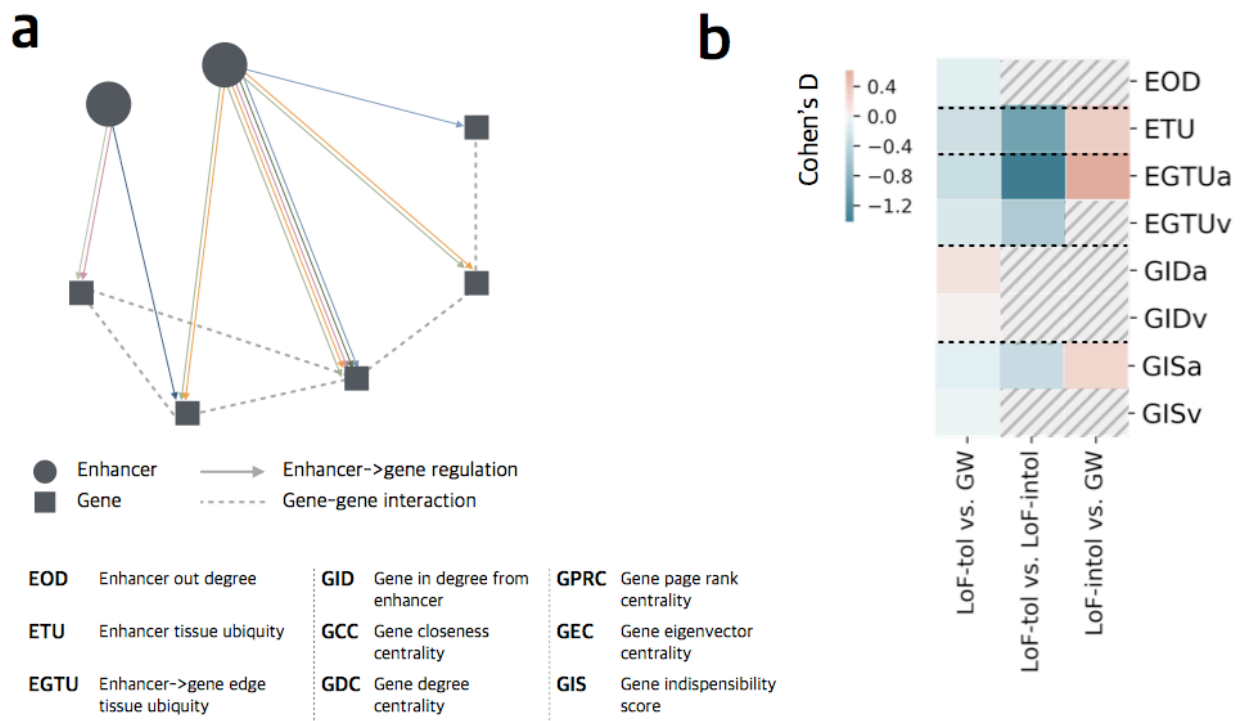 a
Enhancer
Enhancer->gene regulation
Gene
Gene-gene interaction
EOD Enhancer out degree
ETU Enhancer tissue ubiquity
EGTU Enhancer->gene edge
tissue ubiquity
GID Gene in degree from
enhancer
GCC Gene closeness
centrality
GDC Gene degree
centrality
GPRC Gene page rank
centrality
GEC Gene eigenvector
centrality
GIS Gene indispensibility
score
b
Cohen's D
0.4
0.0
−0.4
−0.8
−1.2
EOD
ETU
EGTUa
EGTUv
GIDa
GIDv
GISa
GISv
LoF-tol vs. GW
LoF-tol vs. LoF-intol
LoF-intol vs. GW